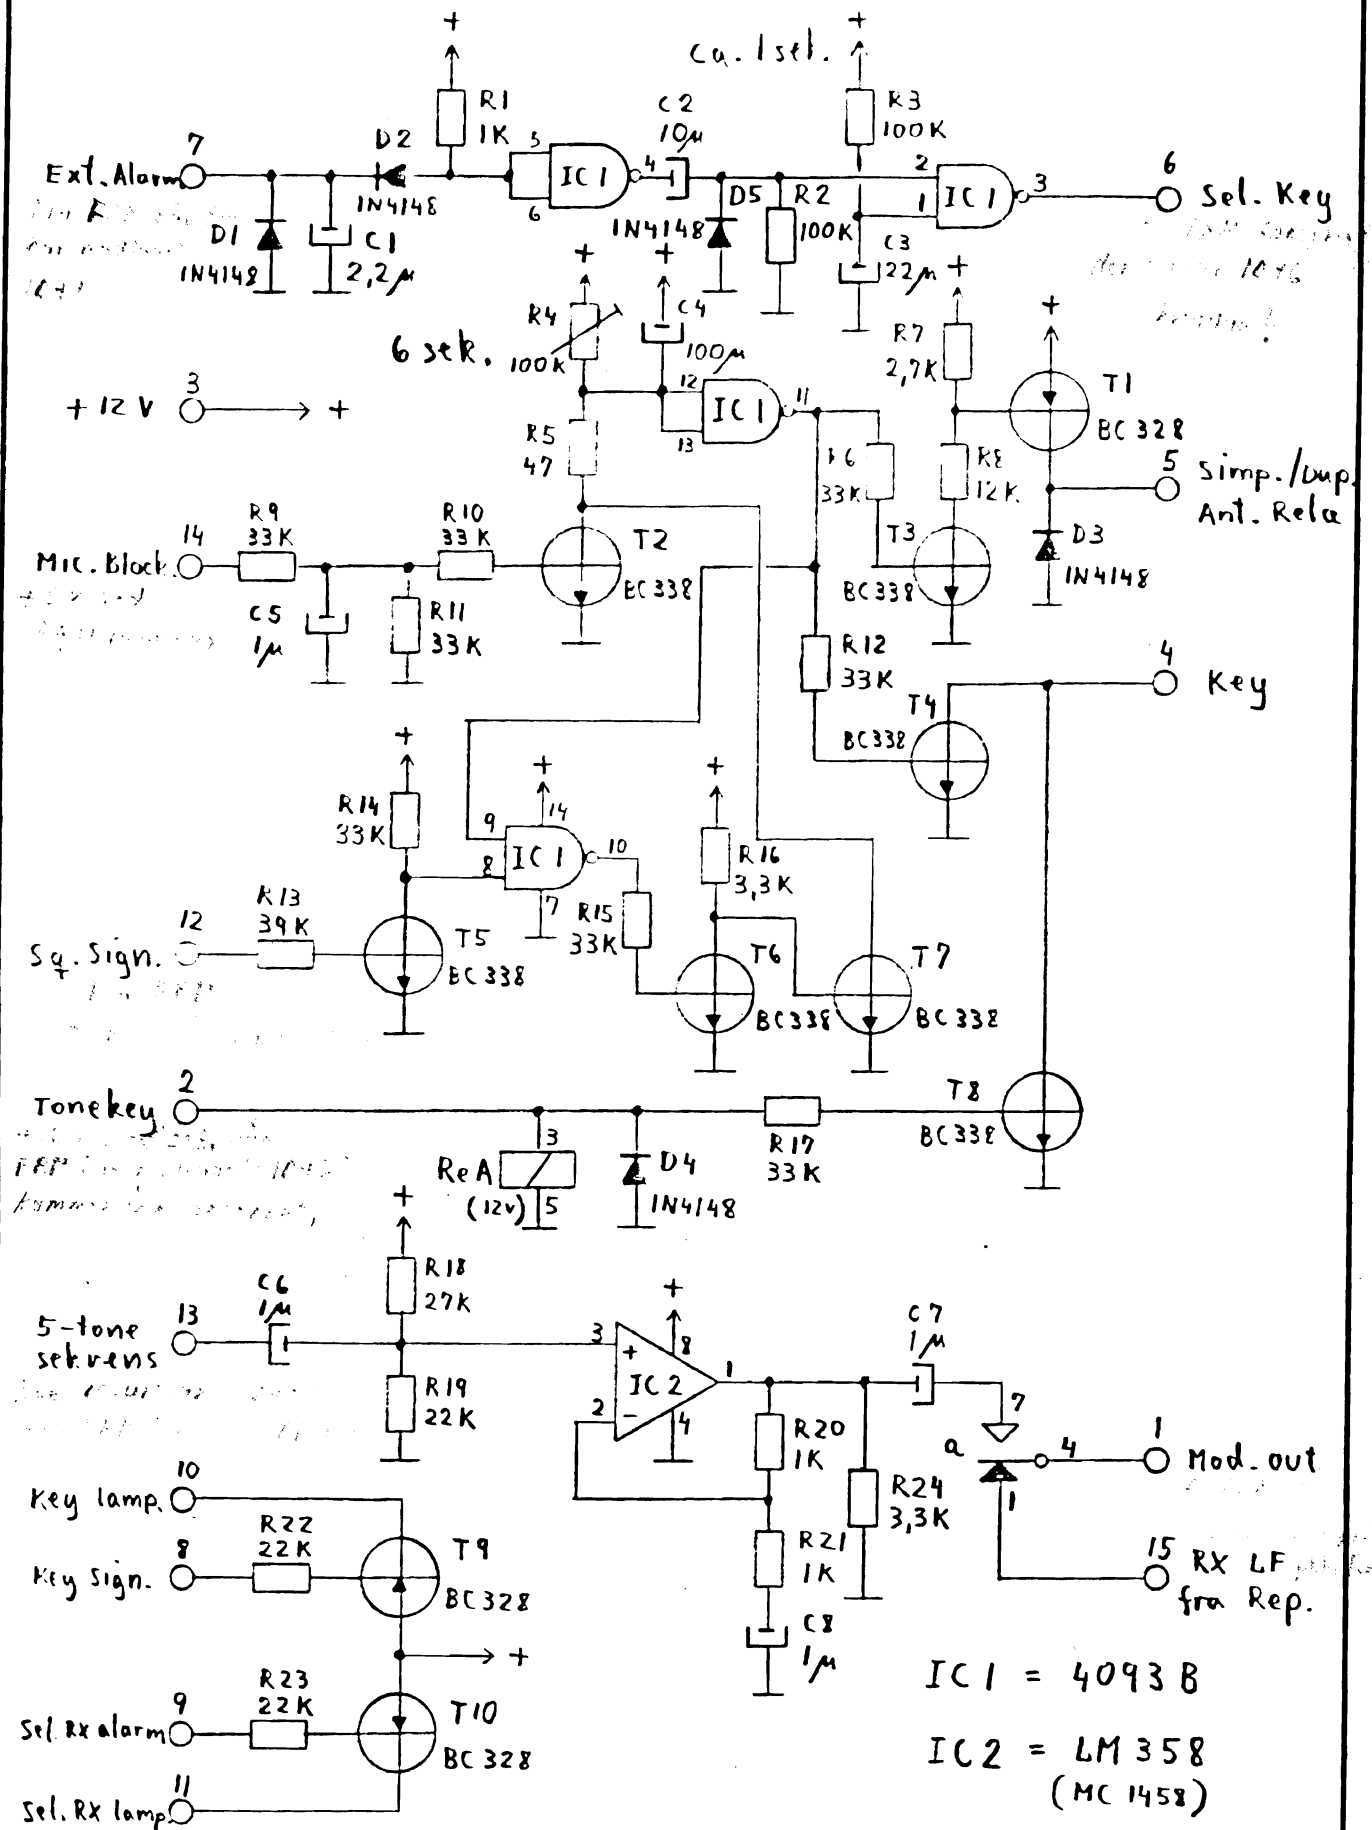 +
+
ca. 1 sek.
R1
1K
C2
10µ
R3
100K
7
D2
5
4
2
6
Ext. Alarm
IC1
IC1
3
Sel. Key
1N4148
6
D5
R2
1
D1
C1
1N4148
100K
C3
1N4148
2,2µ
22µ
+
+
+
+
R4
C4
R7
6 sek.
100K
100µ
2,7K
T1
3
12
11
+ 12 V
+
IC1
BC 328
R5
13
R6
R8
5
Simp./Dup.
47
33K
12K
Ant. Rela
R9
R10
T2
T3
D3
14
33K
33K
Mic. Block.
BC338
BC338
1N4148
C5
R11
R12
4
1µ
33K
33K
Key
T4
+
BC338
+
+
R14
14
33K
9
IC1
10
R16
8
3,3K
R13
7
R15
12
39K
33K
Sq. Sign.
T5
T6
T7
BC338
BC338
BC338
2
T8
Tonekey
3
R17
BC338
ReA
D4
33K
(12v)
5
1N4148
+
R18
C6
27K
+
C7
13
1µ
1µ
5-tone
3
+
8
sekvens
IC2
1
R19
2
-
4
7
22K
R20
a
4
1
10
1K
Mod. out
Key lamp.
R24
1
R22
3,3K
8
22K
T9
R21
15
RX LF
Key Sign.
BC328
1K
fra Rep.
C8
+
1µ
R23
IC1 = 4093B
9
22K
T10
Sel. Rx alarm
BC328
IC2 = LM358
11
(MC 1458)
Sel. RX lamp.